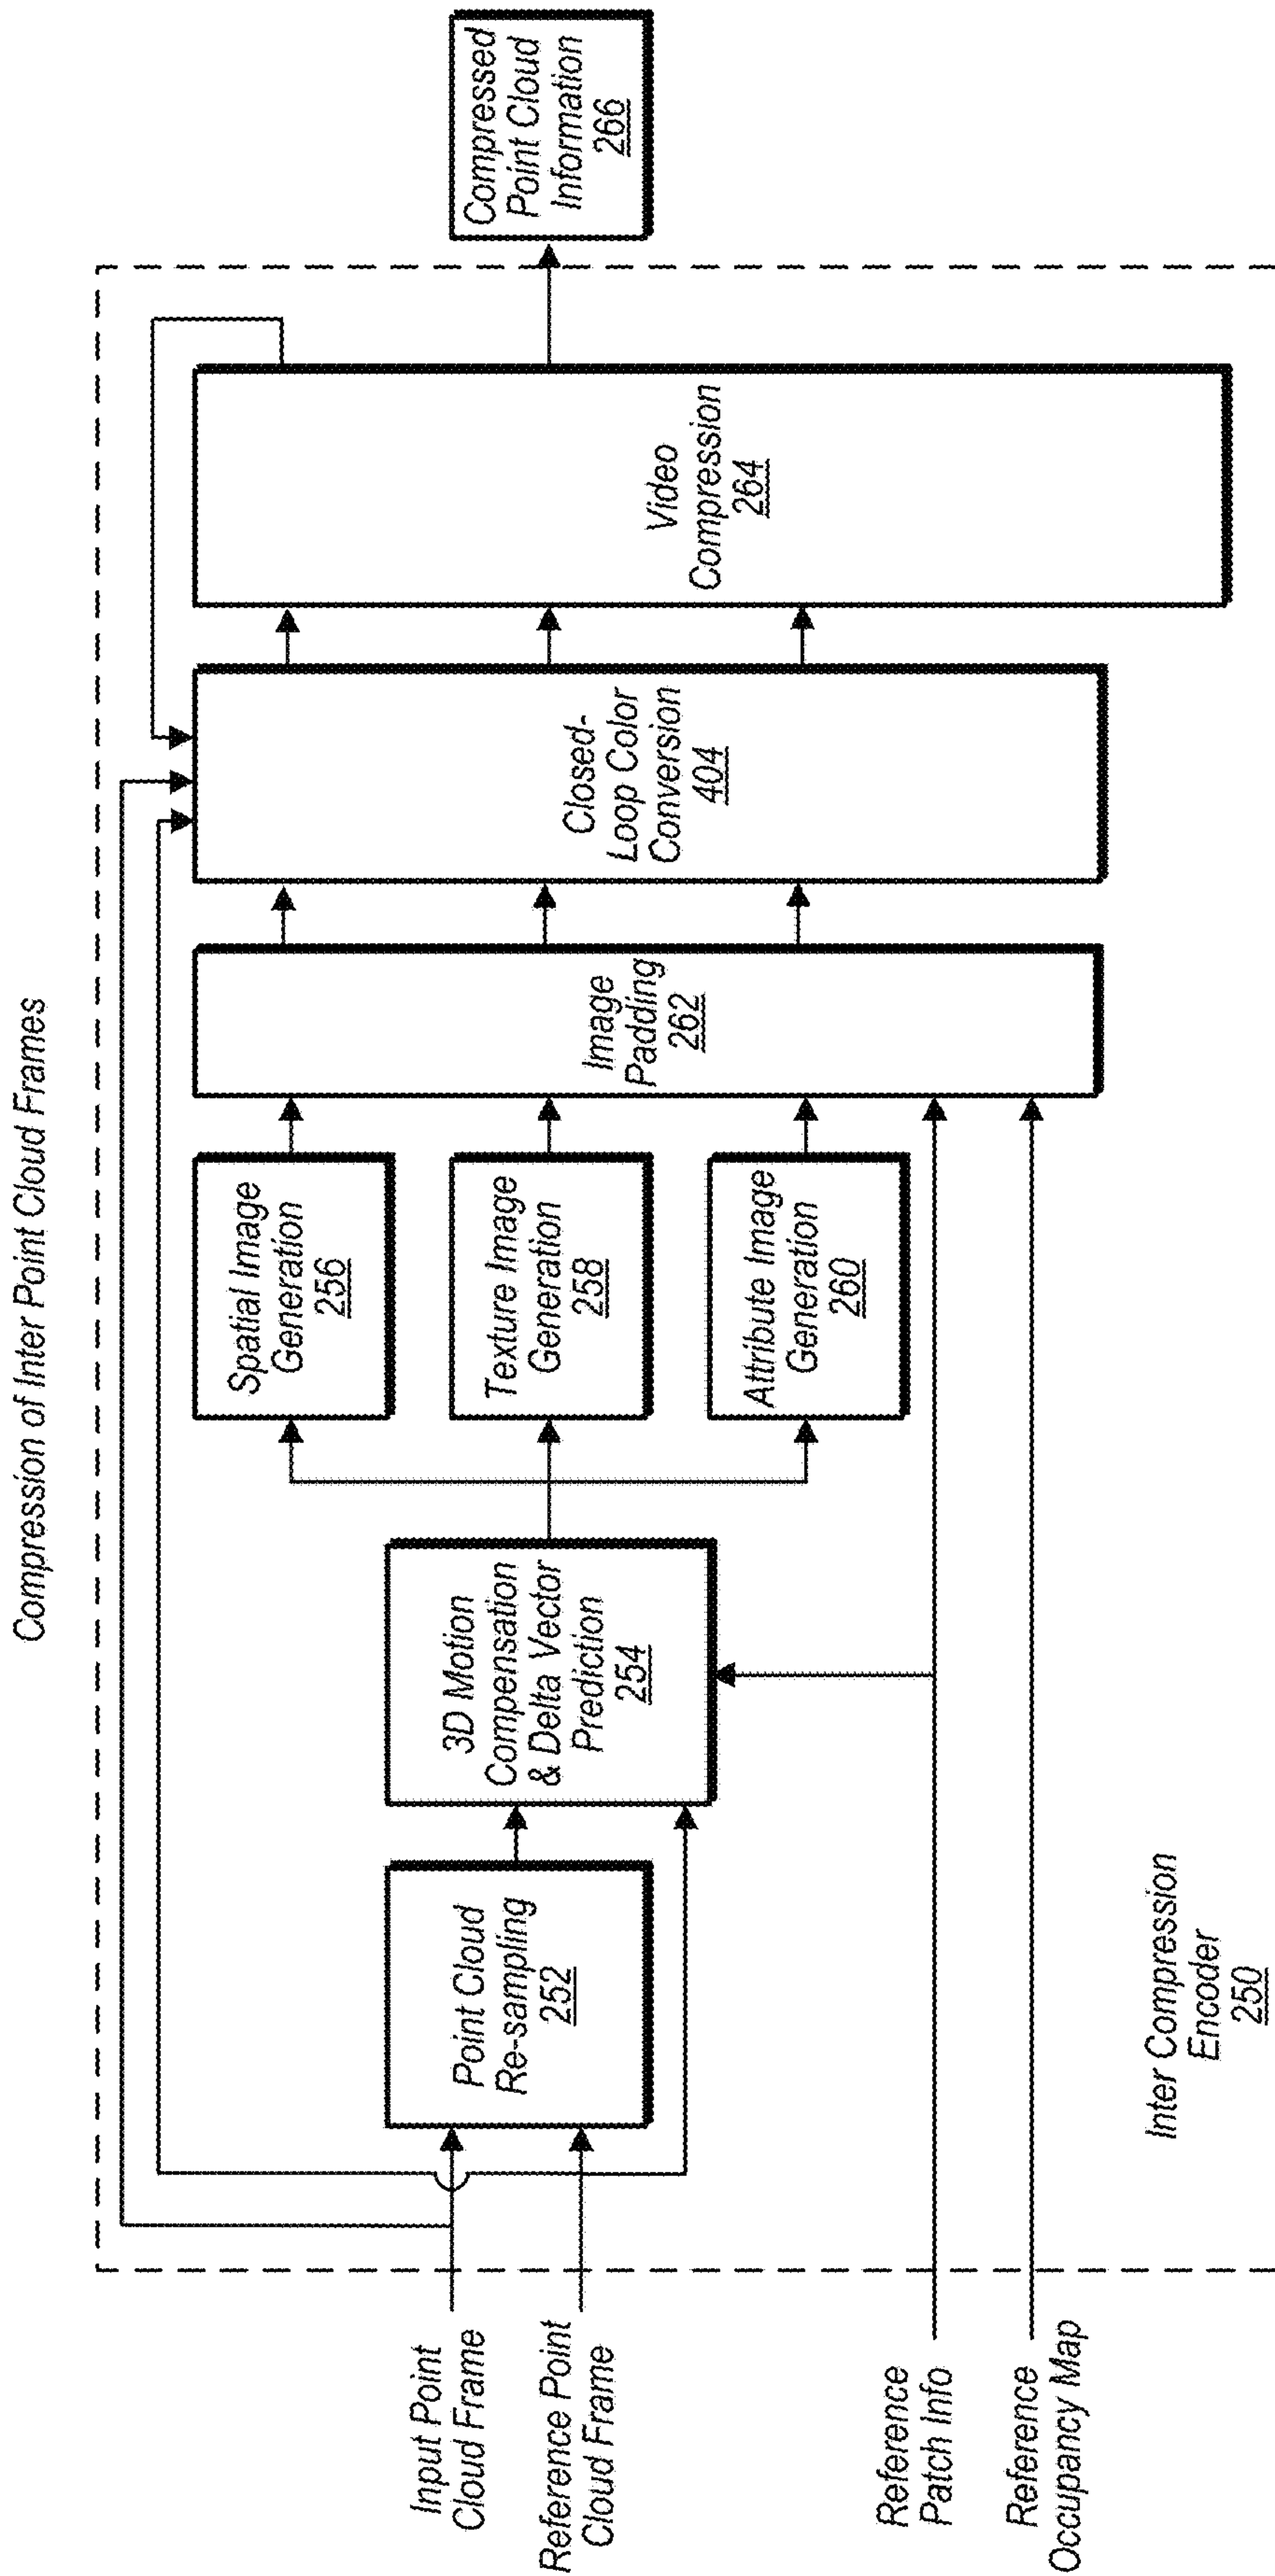 Compression of Inter Point Cloud Frames
Input Point
Cloud Frame
Reference Point
Cloud Frame
Reference
Patch Info
Reference
Occupancy Map
Point Cloud
Re-sampling
252
3D Motion
Compensation
& Delta Vector
Prediction
254
Spatial Image
Generation
256
Texture Image
Generation
258
Attribute Image
Generation
260
Image
Padding
262
Closed-
Loop Color
Conversion
404
Video
Compression
264
Compressed
Point Cloud
Information
266
Inter Compression
Encoder
250